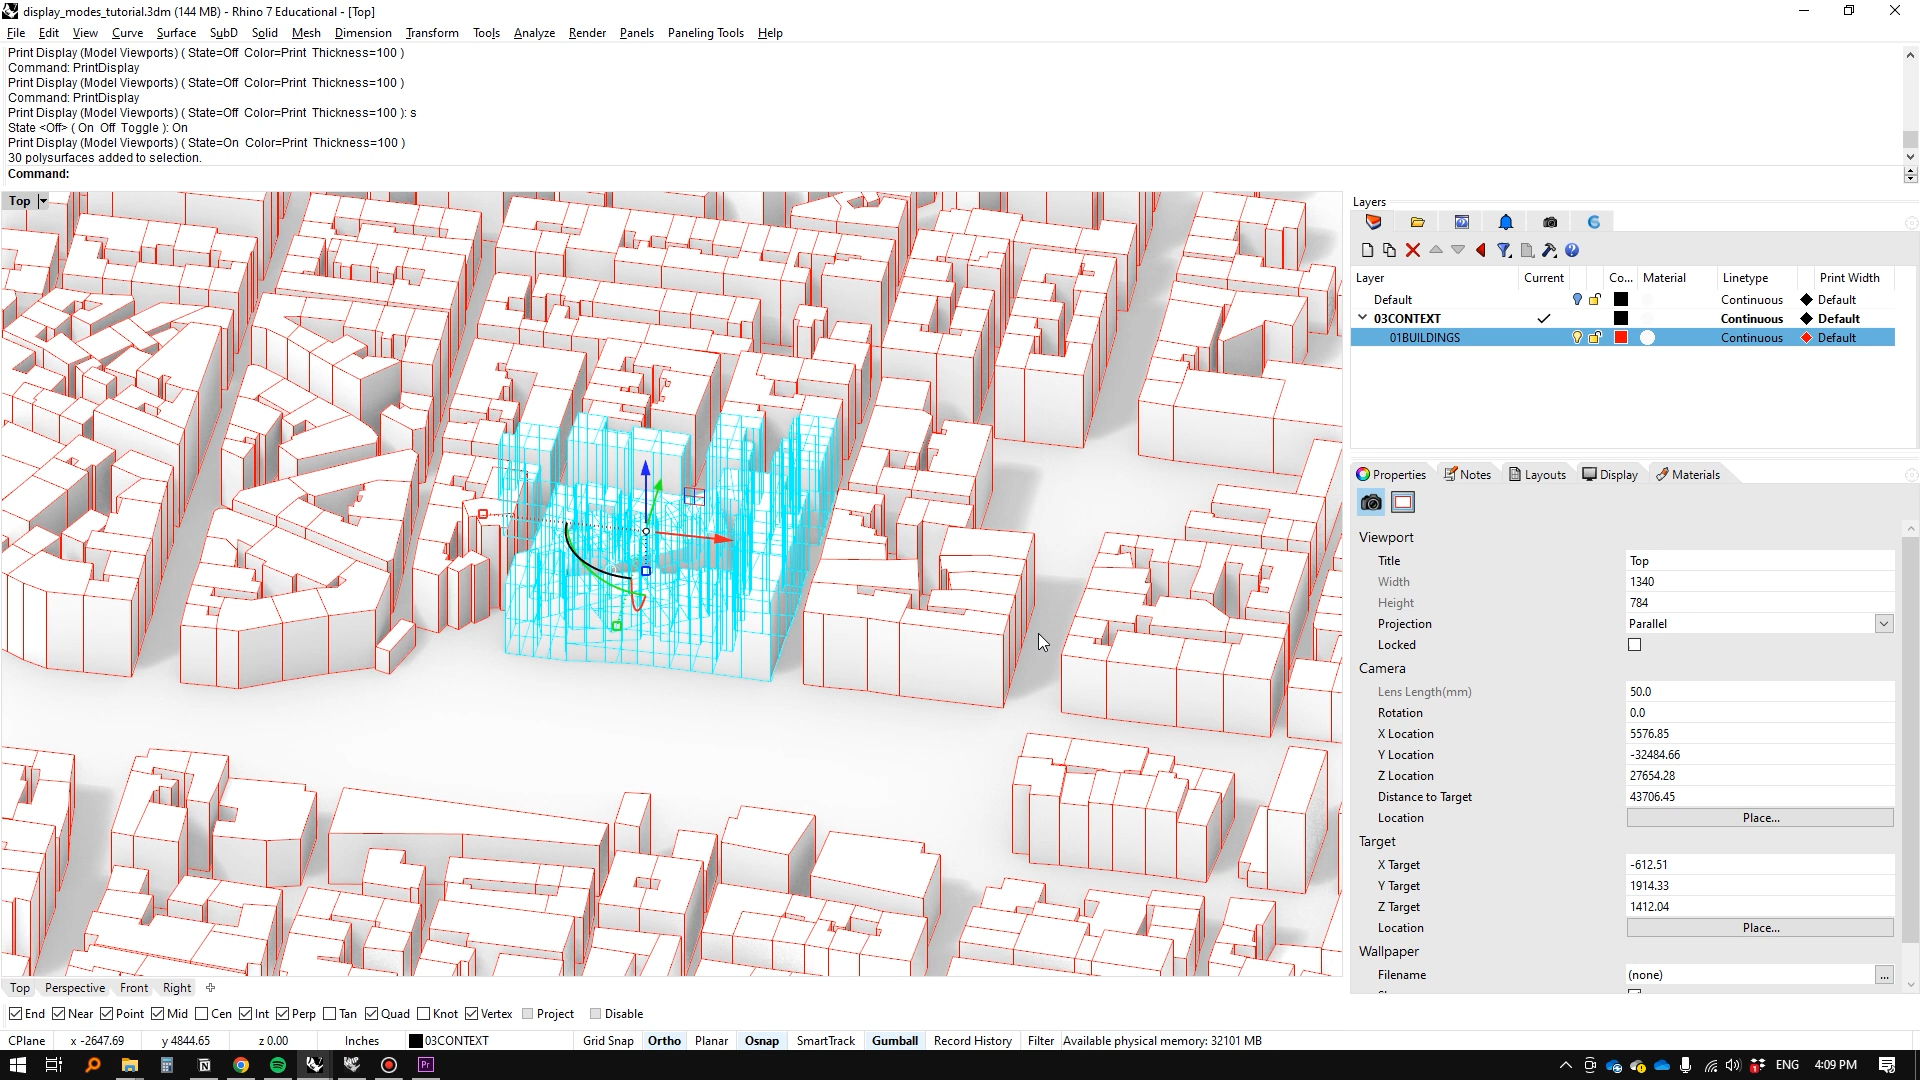 display_modes_tutorial.3dm (144 MB) - Rhino 7 Educational - [Top]
File Edit View Curve Surface SubD Solid Mesh Dimension Transform Tools Analyze Render Panels Paneling Tools Help
Print Display (Model Viewports) ( State=Off Color=Print Thickness=100 )
Command: PrintDisplay
Print Display (Model Viewports) ( State=Off Color=Print Thickness=100 )
Command: PrintDisplay
Print Display (Model Viewports) ( State=Off Color=Print Thickness=100 ): s
State <Off> ( On Off Toggle ): On
Print Display (Model Viewports) ( State=On Color=Print Thickness=100 )
30 polysurfaces added to selection.
Command:
Top
Layers
Layer Current Co... Material Linetype Print Width
Default Continuous Default
03CONTEXT Continuous Default
01BUILDINGS Continuous Default
Properties Notes Layouts Display Materials
Viewport
Title Top
Width 1340
Height 784
Projection Parallel
Locked
Camera
Lens Length(mm) 50.0
Rotation 0.0
X Location 5576.85
Y Location -32484.66
Z Location 27654.28
Distance to Target 43706.45
Location Place...
Target
X Target -612.51
Y Target 1914.33
Z Target 1412.04
Location Place...
Wallpaper
Filename (none) ...
Top Perspective Front Right
End Near Point Mid Cen Int Perp Tan Quad Knot Vertex Project Disable
CPlane x -2647.69 y 4844.65 z 0.00 Inches 03CONTEXT Grid Snap Ortho Planar Osnap SmartTrack Gumball Record History Filter Available physical memory: 32101 MB
ENG 4:09 PM